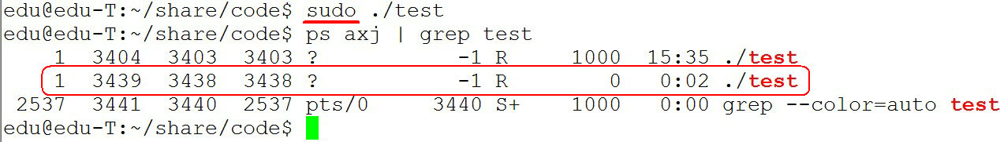 edu@edu-T:~/share/code$ sudo ./test
edu@edu-T:~/share/code$ ps axj | grep test
1 3404 3403 3403 ? -1 R 1000 15:35 ./test
1 3439 3438 3438 ? -1 R 0 0:02 ./test
2537 3441 3440 2537 pts/0 3440 S+ 1000 0:00 grep --color=auto test
edu@edu-T:~/share/code$